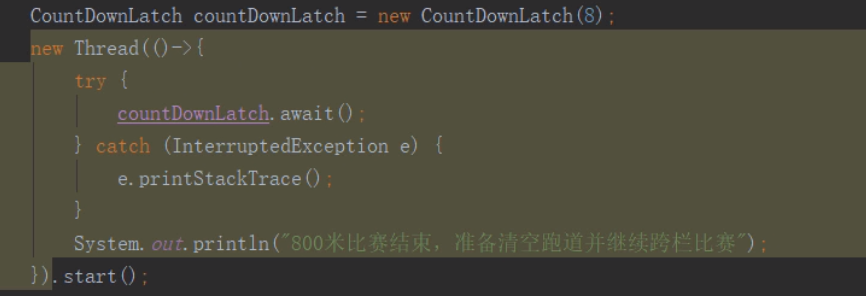 CountDownLatch countDownLatch = new CountDownLatch(8);
new Thread(()->{
try {
countDownLatch.await();
} catch (InterruptedException e) {
e.printStackTrace();
}
System.out.println("800米比赛结束，准备清空跑道并继续跨栏比赛");
}).start();